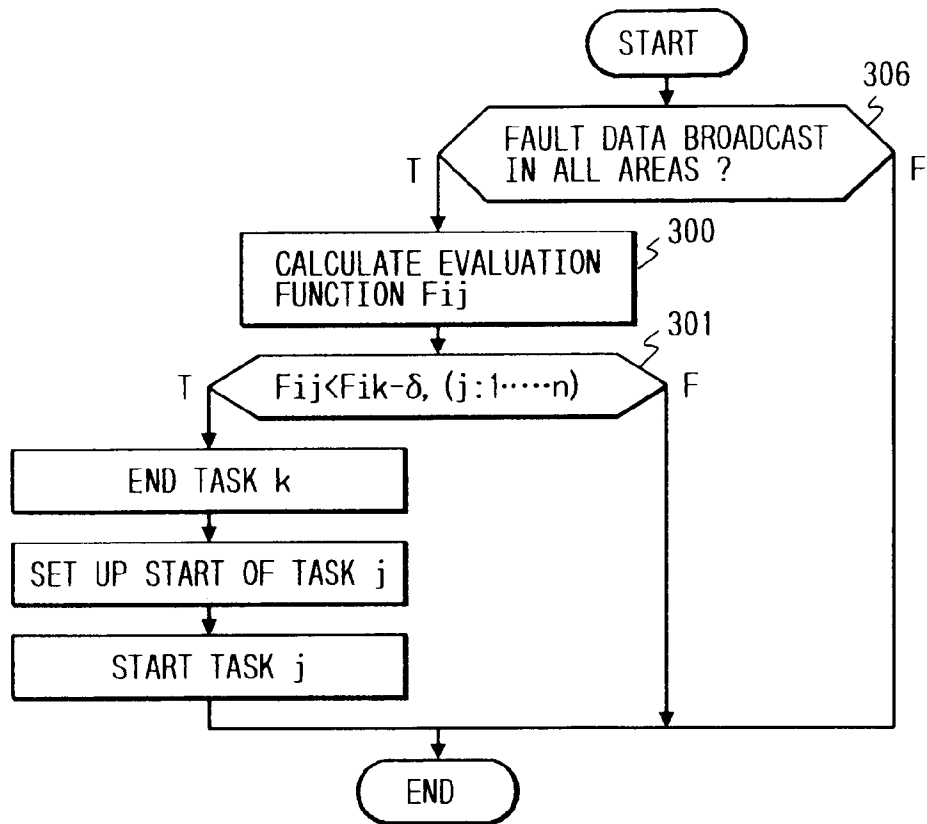 START
306
FAULT DATA BROADCAST
IN ALL AREAS ?
T
F
300
CALCULATE EVALUATION
FUNCTION Fij
301
T
Fij<Fik-δ, (j:1·····n)
F
END TASK k
SET UP START OF TASK j
START TASK j
END